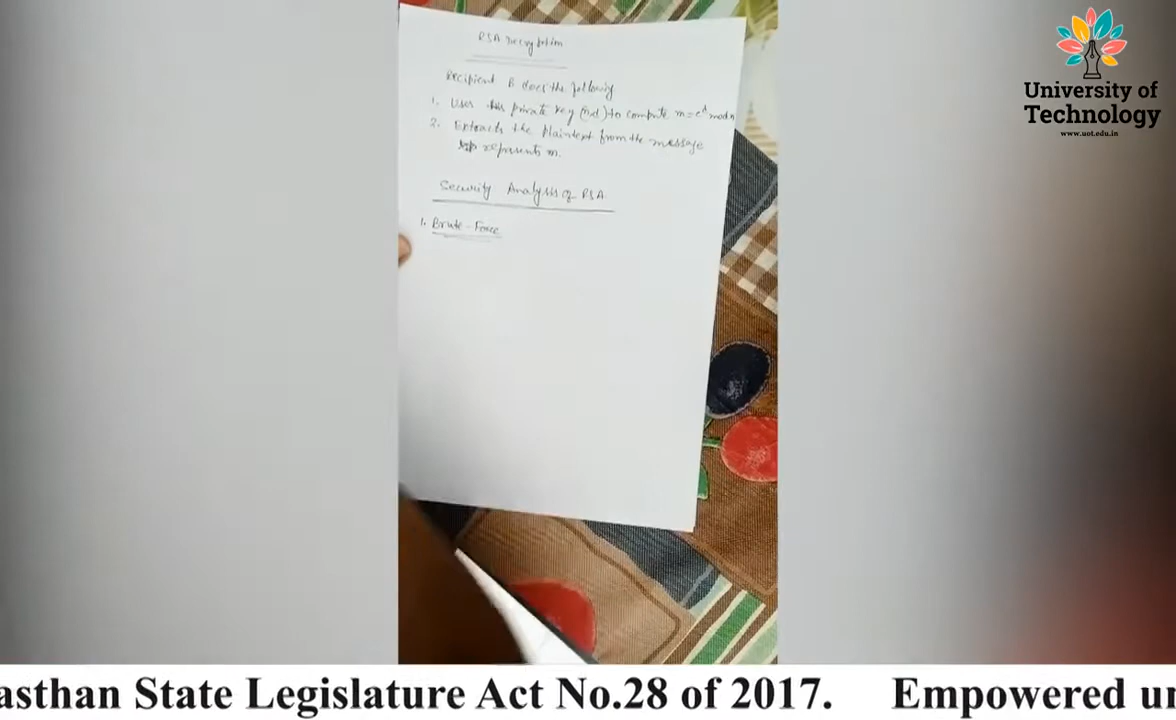 RSA Decryption
Recipient B does the following
1. Uses his private key (n,d) to compute m = c^d mod n
2. Extracts the plaintext from the message
represents m.
Security Analysis of RSA
1. Brute-Force
University of
Technology
www.uot.edu.in
asthan State Legislature Act No.28 of 2017. Empowered un